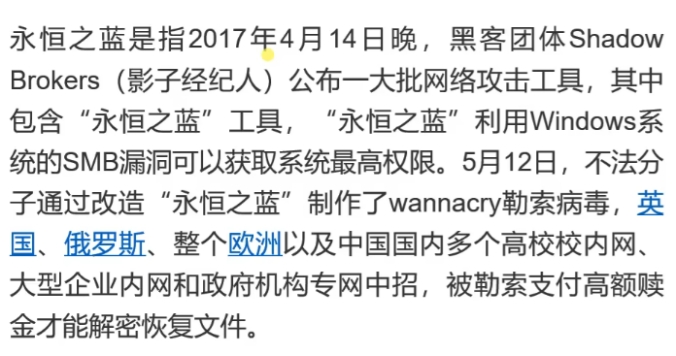 永恒之蓝是指2017年4月14日晚，黑客团体Shadow
Brokers（影子经纪人）公布一大批网络攻击工具，其中
包含“永恒之蓝”工具，“永恒之蓝”利用Windows系
统的SMB漏洞可以获取系统最高权限。5月12日，不法分
子通过改造“永恒之蓝”制作了wannacry勒索病毒，英
国、俄罗斯、整个欧洲以及中国国内多个高校校内网、
大型企业内网和政府机构专网中招，被勒索支付高额赎
金才能解密恢复文件。